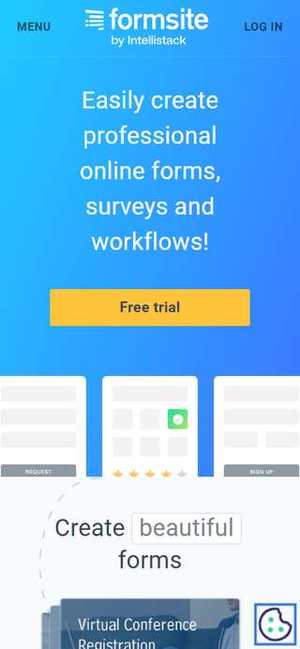 MENU
formsite
by Intellistack
LOG IN
Easily create
professional
online forms,
surveys and
workflows!
Free trial
REQUEST
SIGN UP
Create beautiful
forms
Virtual Conference
Registration